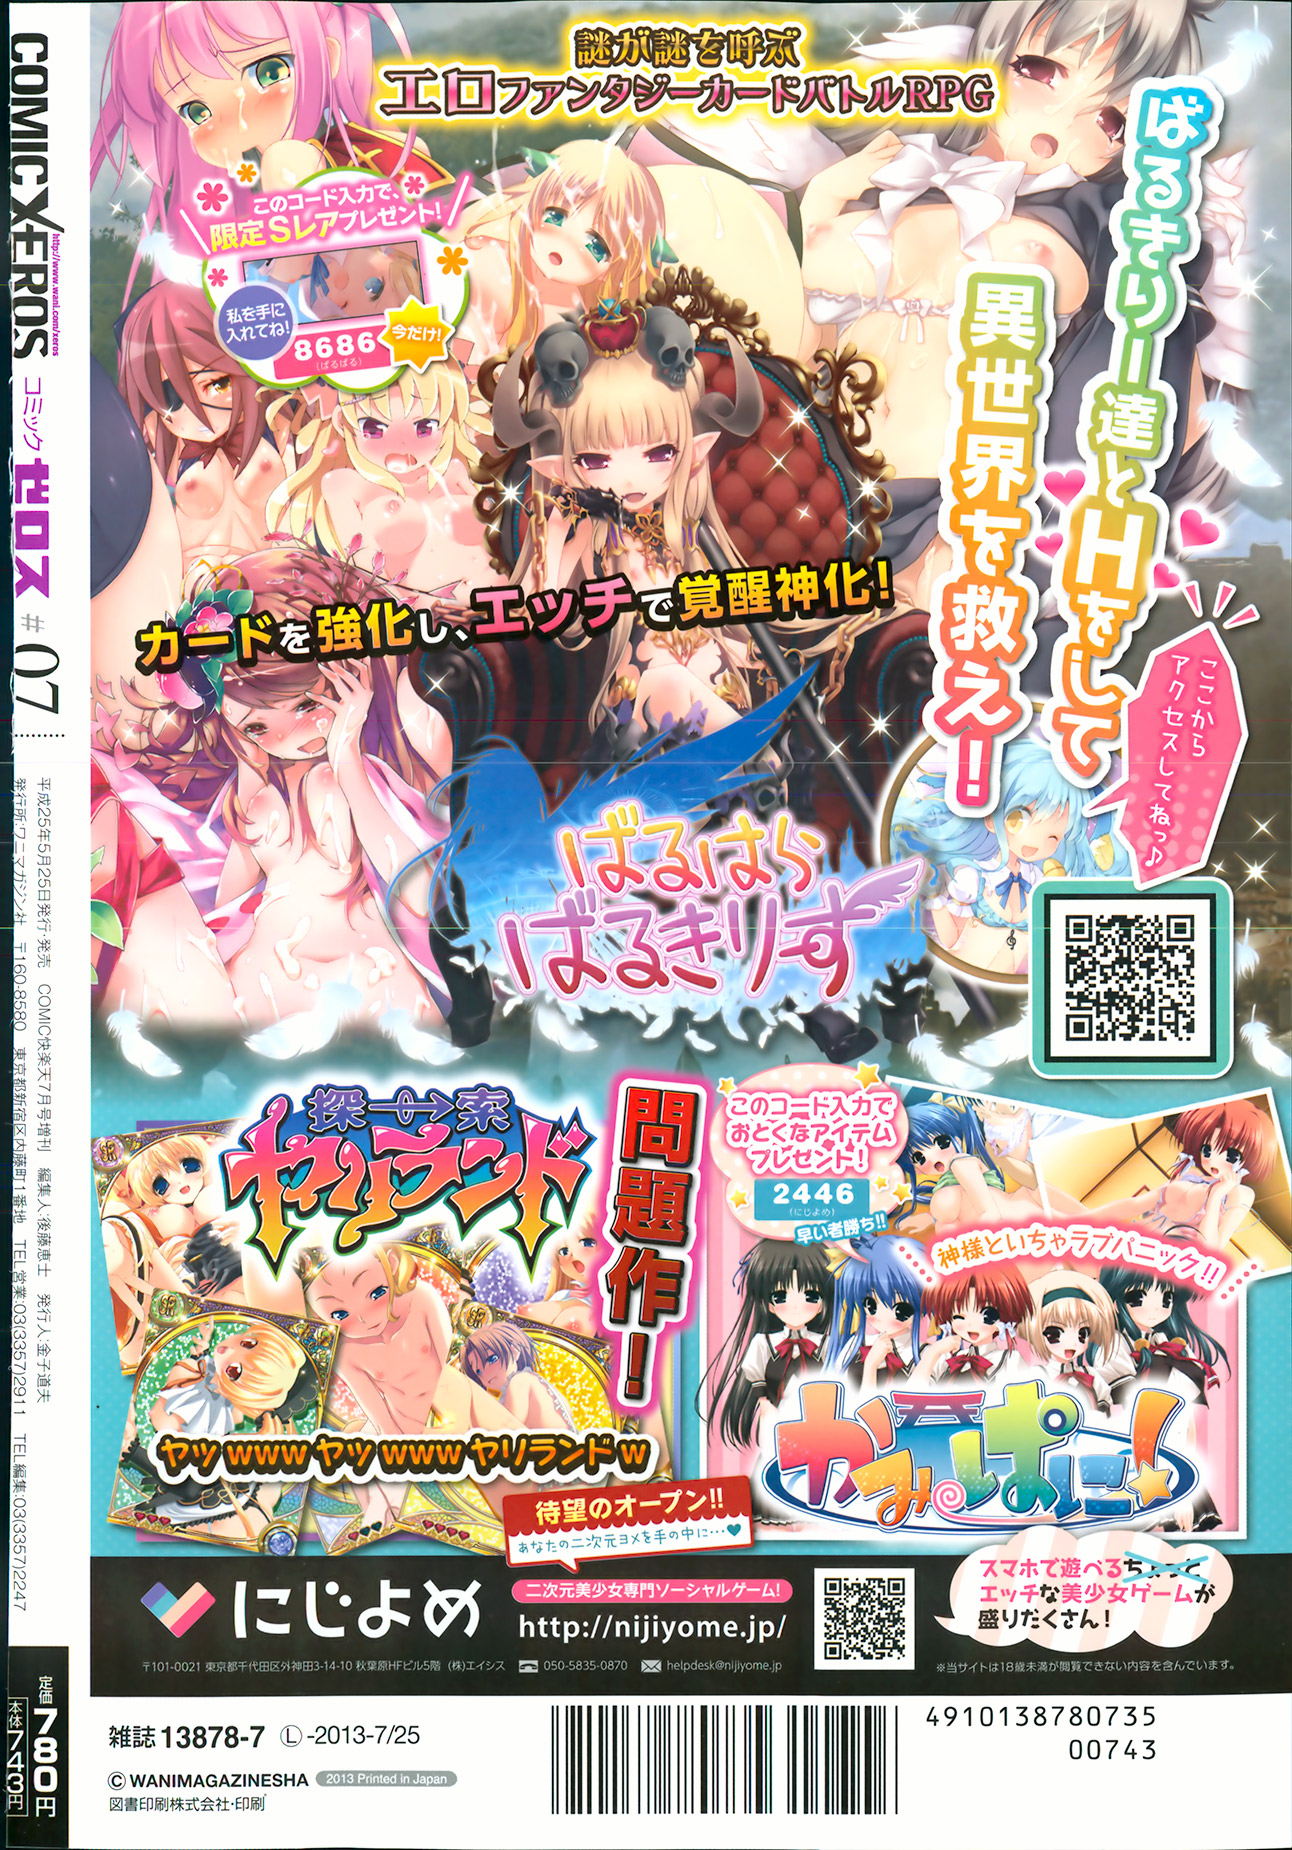 COMIC XEROS
http://www.wani.com/xeros
コミックゼロス
#07
平成25年5月25日発行・発売 COMIC快楽天7月号増刊 編集人:後藤恵士 発行人:金子道夫
発行所:ワニマガジン社 〒160-8580 東京都新宿区内藤町1番地 TEL営業:03(3357)2911 TEL編集:03(3357)2247
定価780円
本体743円
謎が謎を呼ぶ
エロファンタジーカードバトルRPG
このコード入力で、
限定Sレアプレゼント!
私を手に
入れてね!
8686
(ばるばる)
今だけ!
ばるきりー達とHをして
異世界を救え!
カードを強化し、エッチで覚醒神化!
ここから
アクセスしてねっ♪
ばるはら
ばるきりーす
探索
ヤリランド
問題作!
ヤッwwwヤッwwwヤリランドw
このコード入力で
おとくなアイテム
プレゼント!
2446
(にじよめ)
早い者勝ち!!
神様といちゃラブパニック!!
かみぱに!
待望のオープン!!
あなたの二次元ヨメを手の中に…♥
にじよめ
二次元美少女専門ソーシャルゲーム!
http://nijiyome.jp/
スマホで遊べるちょっと
エッチな美少女ゲームが
盛りだくさん!
〒101-0021 東京都千代田区外神田3-14-10 秋葉原HFビル5階 (株)エイシス 050-5835-0870 helpdesk@nijiyome.jp
※当サイトは18歳未満が閲覧できない内容を含んでいます。
雑誌 13878-7 Ⓛ-2013-7/25
©WANIMAGAZINESHA 2013 Printed in Japan
図書印刷株式会社・印刷
4910138780735
00743